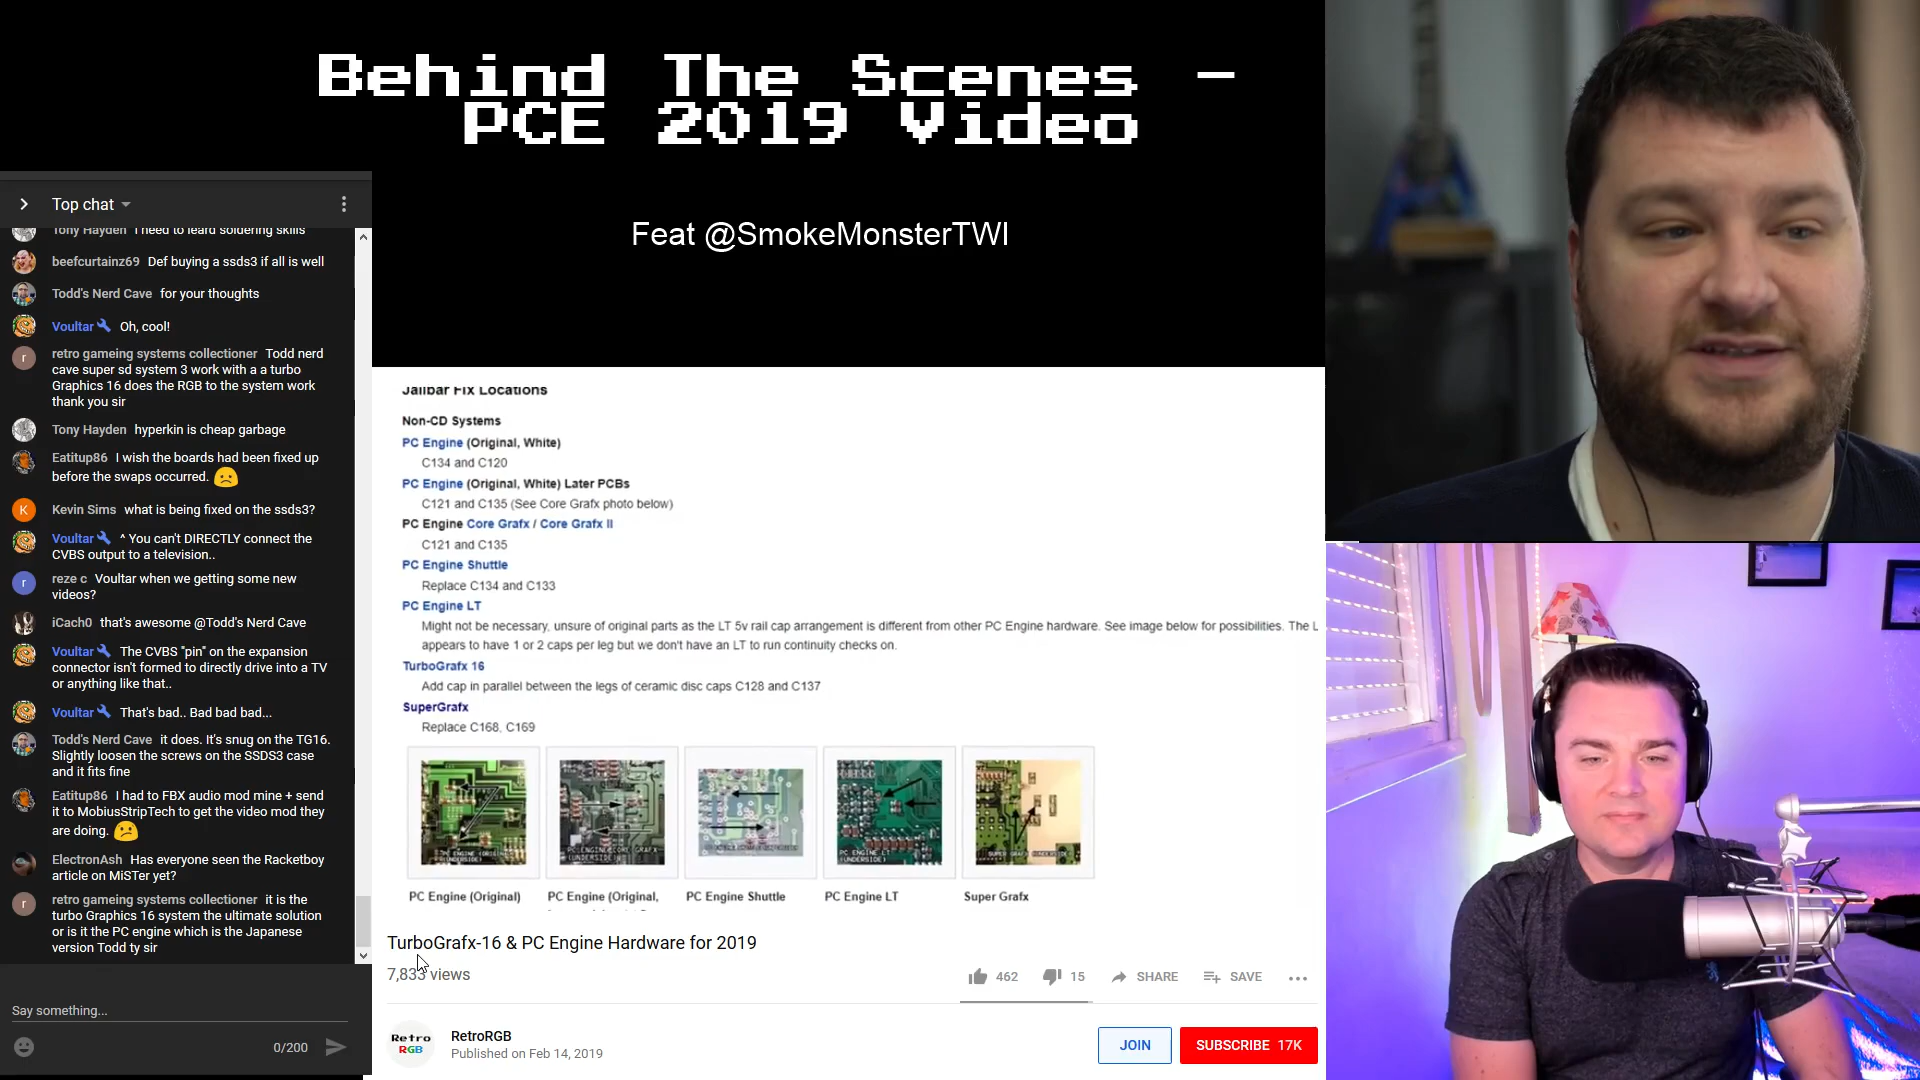 Behind The Scenes -
PCE 2019 Video
Feat @SmokeMonsterTWI
Top chat
Tony Hayden I need to leard soldering skills
beefcurtainz69 Def buying a ssds3 if all is well
Todd's Nerd Cave for your thoughts
Voultar Oh, cool!
retro gameing systems collectioner Todd nerd
cave super sd system 3 work with a a turbo
Graphics 16 does the RGB to the system work
thank you sir
Tony Hayden hyperkin is cheap garbage
Eatitup86 I wish the boards had been fixed up
before the swaps occurred.
K
Kevin Sims what is being fixed on the ssds3?
Voultar ^ You can't DIRECTLY connect the
CVBS output to a television..
r
reze c Voultar when we getting some new
videos?
iCach0 that's awesome @Todd's Nerd Cave
Voultar The CVBS "pin" on the expansion
connector isn't formed to directly drive into a TV
or anything like that..
Voultar That's bad.. Bad bad bad...
Todd's Nerd Cave it does. It's snug on the TG16.
Slightly loosen the screws on the SSDS3 case
and it fits fine
Eatitup86 I had to FBX audio mod mine + send
it to MobiusStripTech to get the video mod they
are doing.
ElectronAsh Has everyone seen the Racketboy
article on MiSTer yet?
r
retro gameing systems collectioner it is the
turbo Graphics 16 system the ultimate solution
or is it the PC engine which is the Japanese
version Todd ty sir
Say something...
0/200
Jailbar Fix Locations
Non-CD Systems
PC Engine (Original, White)
C134 and C120
PC Engine (Original, White) Later PCBs
C121 and C135 (See Core Grafx photo below)
PC Engine Core Grafx / Core Grafx II
C121 and C135
PC Engine Shuttle
Replace C134 and C133
PC Engine LT
Might not be necessary, unsure of original parts as the LT 5v rail cap arrangement is different from other PC Engine hardware. See image below for possibilities. The L
appears to have 1 or 2 caps per leg but we don't have an LT to run continuity checks on.
TurboGrafx 16
Add cap in parallel between the legs of ceramic disc caps C128 and C137
SuperGrafx
Replace C168, C169
PC Engine (Original) PC Engine (Original, PC Engine Shuttle PC Engine LT Super Grafx
TurboGrafx-16 & PC Engine Hardware for 2019
7,833 views
462 15 SHARE SAVE
Retro
RGB
RetroRGB
Published on Feb 14, 2019
JOIN
SUBSCRIBE 17K